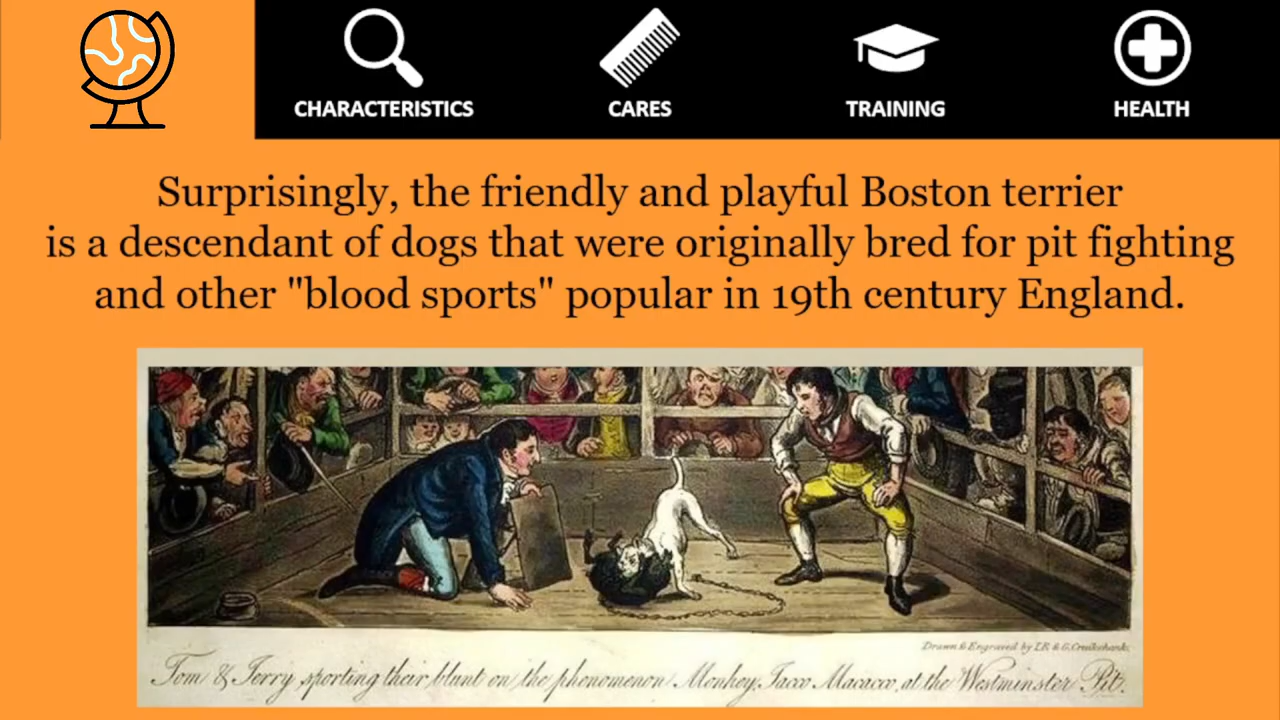 CHARACTERISTICS
CARES
TRAINING
HEALTH
Surprisingly, the friendly and playful Boston terrier
is a descendant of dogs that were originally bred for pit fighting
and other "blood sports" popular in 19th century England.
Drawn & Engraved by I.R. & G. Cruikshank.
Tom & Jerry sporting their blunt on the phenomenon Monkey, Jacco Macacco, at the Westminster Pit.